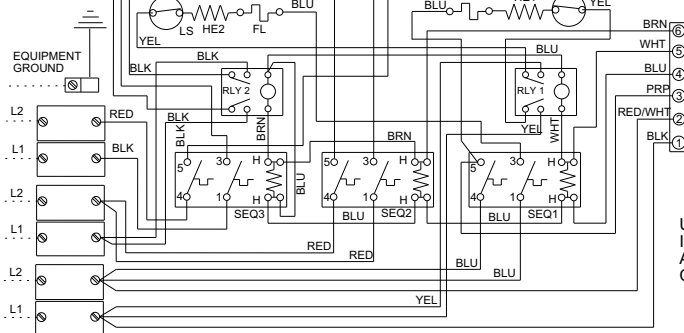 BLU
BLU
HE1
YEL
LS
HE2
FL
YEL
BRN
6
WHT
5
BLU
4
PRP
3
RED/WHT
2
BLK
1
EQUIPMENT
GROUND
BLK
BLK
BLU
RLY 2
RLY 1
L2
RED
BLK
BLK
BRN
BRN
YEL
WHT
L1
BLK
5
3
H
5
3
H
5
3
H
BLU
4
1
H
4
1
H
4
1
H
SEQ3
SEQ2
SEQ1
L2
BLU
BLU
L1
RED
RED
L2
BLU
BLU
L1
YEL
U
I
A